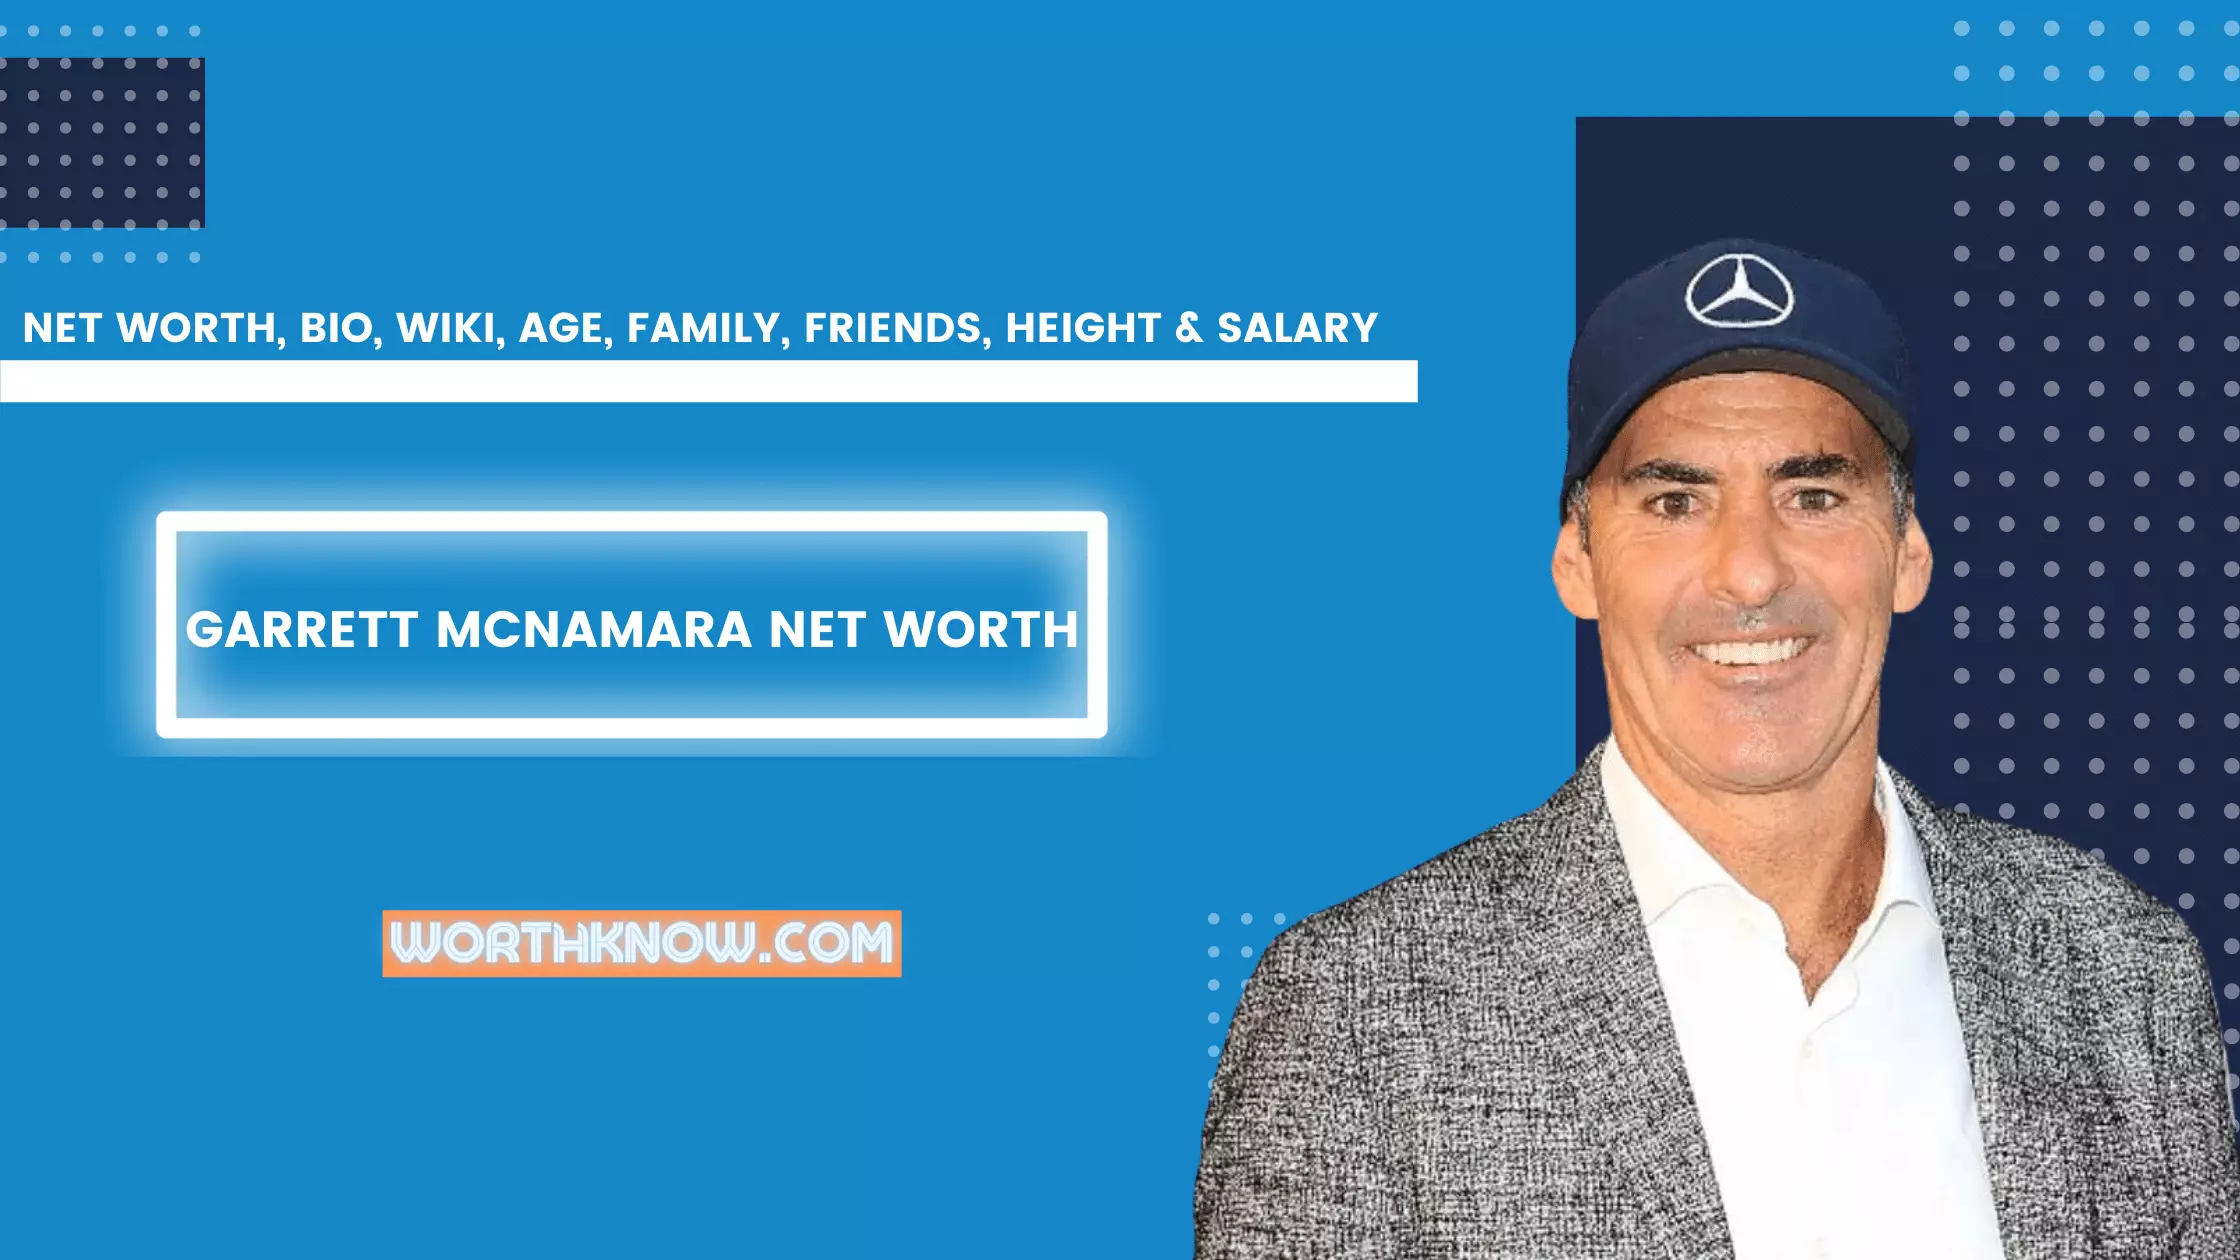 NET WORTH, BIO, WIKI, AGE, FAMILY, FRIENDS, HEIGHT & SALARY
GARRETT MCNAMARA NET WORTH
WORTHKNOW.COM